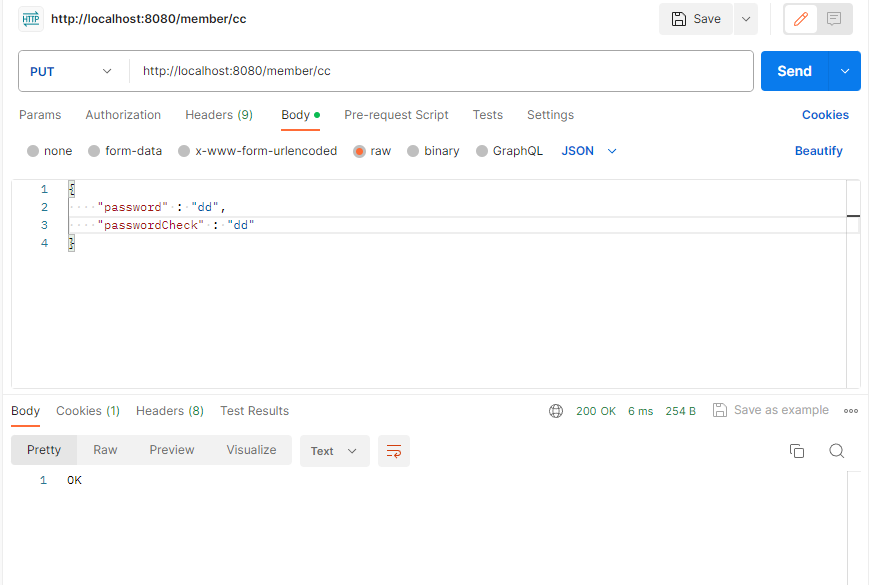 HTTP http://localhost:8080/member/cc Save
PUT http://localhost:8080/member/cc Send
Params Authorization Headers (9) Body Pre-request Script Tests Settings Cookies
none form-data x-www-form-urlencoded raw binary GraphQL JSON Beautify
1 {
2 "password" : "dd",
3 "passwordCheck" : "dd"
4 }
Body Cookies (1) Headers (8) Test Results 200 OK 6 ms 254 B Save as example
Pretty Raw Preview Visualize Text
1 OK